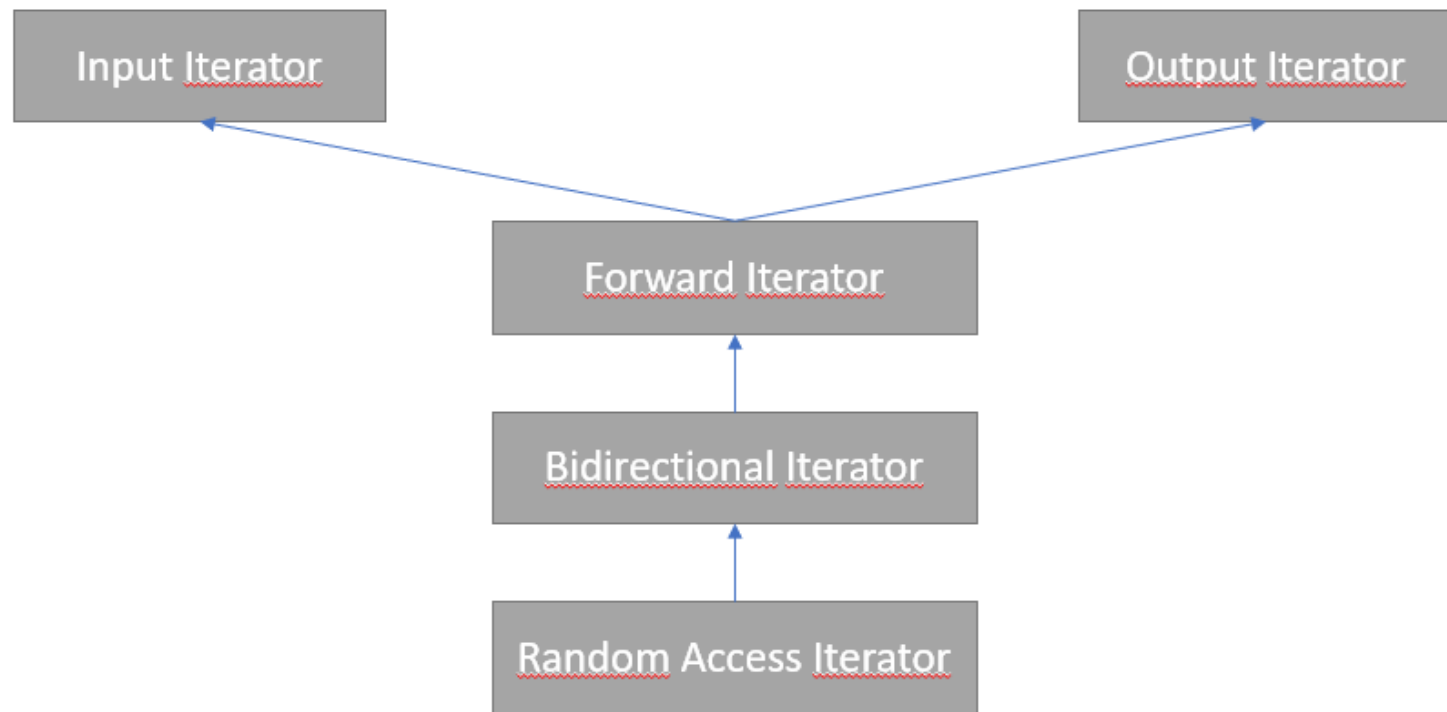 Input Iterator
Output Iterator
Forward Iterator
Bidirectional Iterator
Random Access Iterator